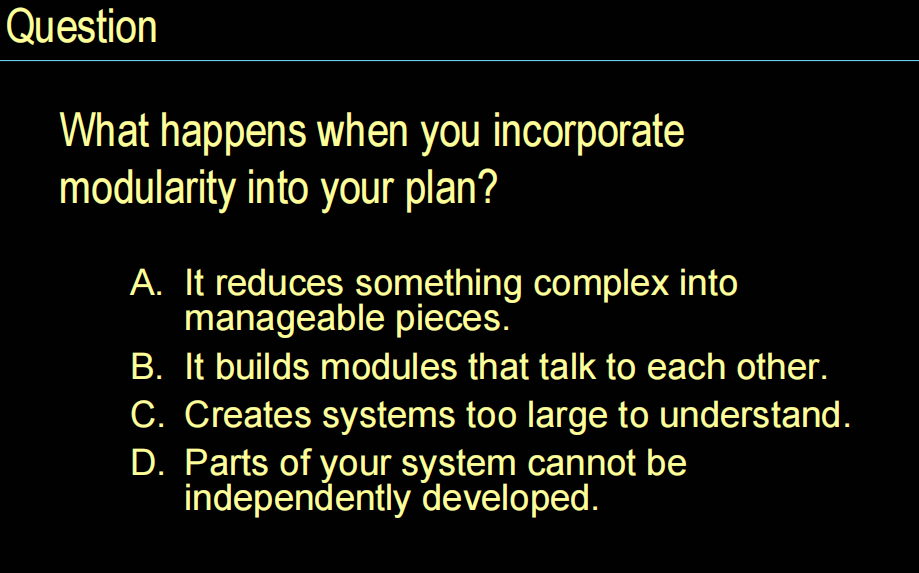 Question
What happens when you incorporate
modularity into your plan?
A. It reduces something complex into
manageable pieces.
B. It builds modules that talk to each other.
C. Creates systems too large to understand.
D. Parts of your system cannot be
independently developed.